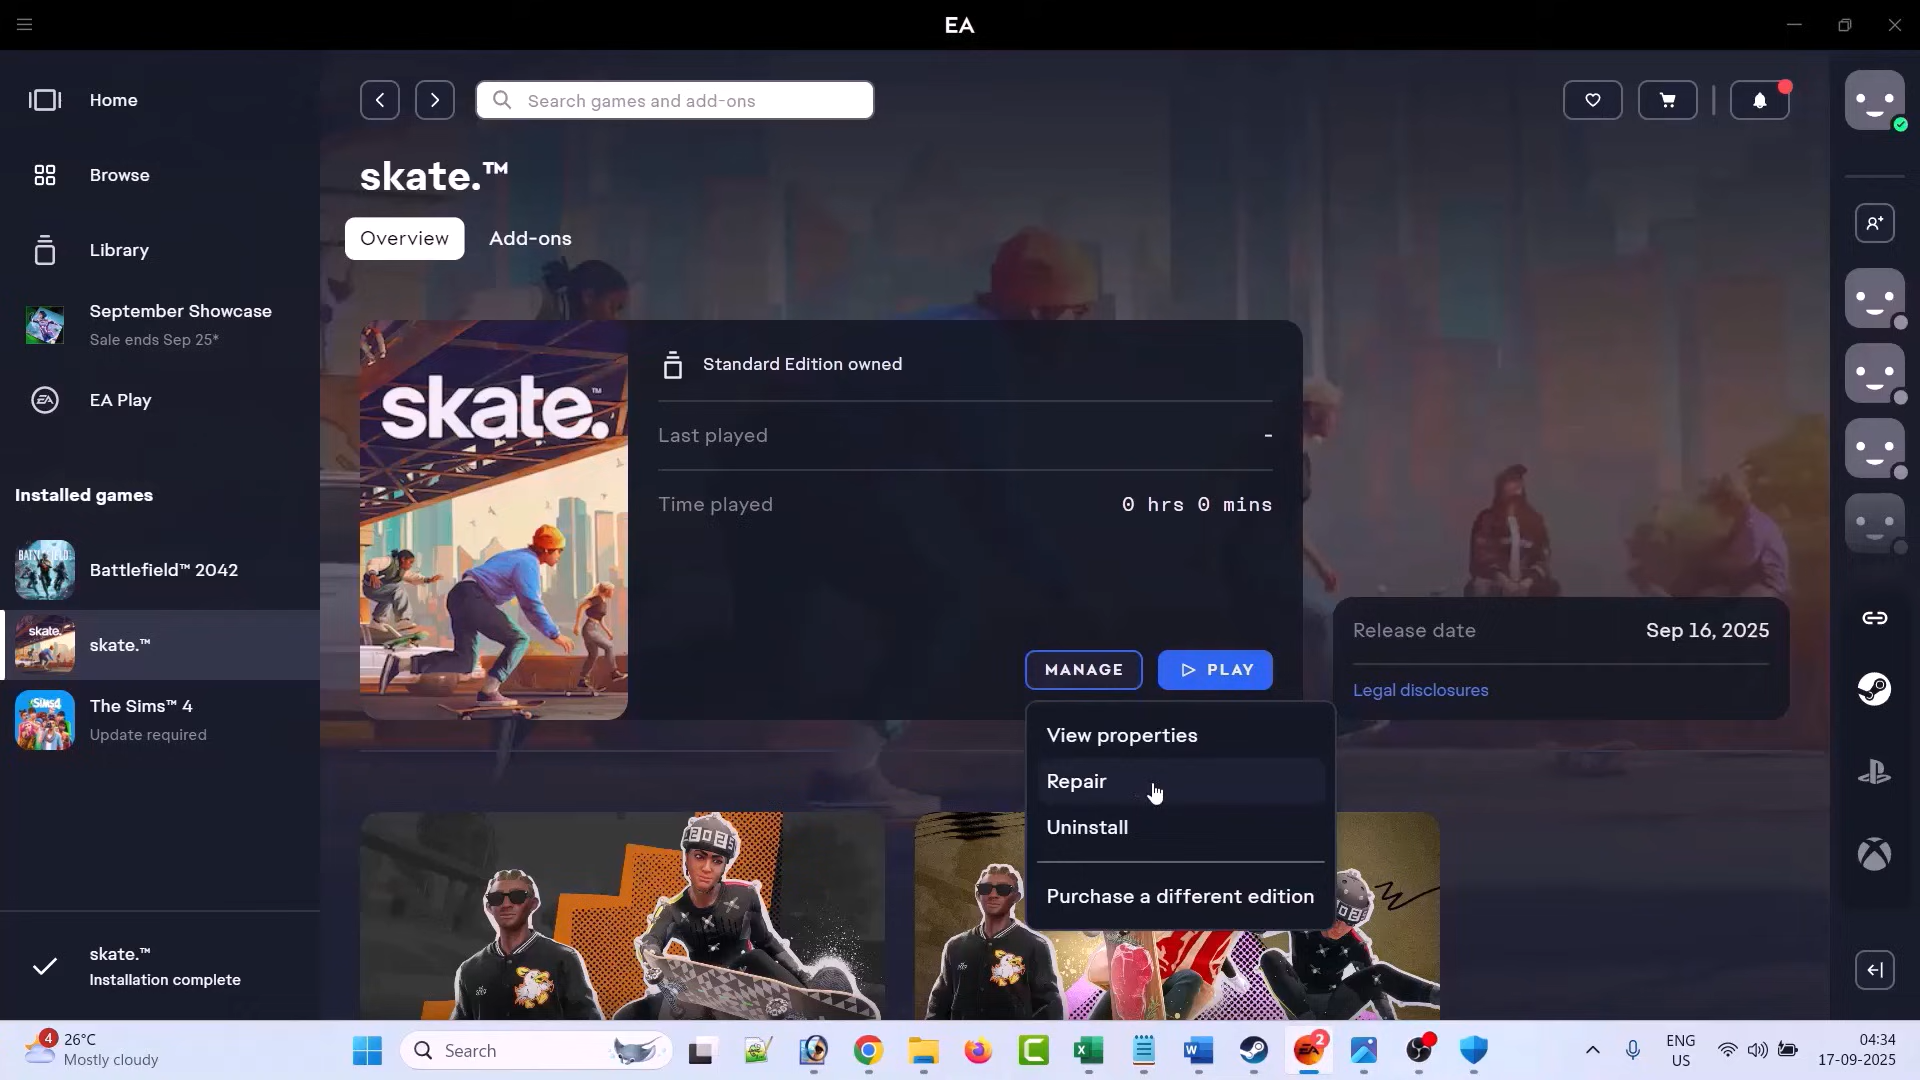 EA
Home
Browse
Library
September Showcase
Sale ends Sep 25*
EA Play
Installed games
Battlefield™ 2042
skate.™
The Sims™ 4
Update required
skate.™
Installation complete
Search games and add-ons
skate.™
Overview
Add-ons
skate.™
Standard Edition owned
Last played
-
Time played
0 hrs 0 mins
MANAGE
PLAY
Release date
Sep 16, 2025
Legal disclosures
View properties
Repair
Uninstall
Purchase a different edition
4
26°C
Mostly cloudy
Search
2
ENG
US
04:34
17-09-2025